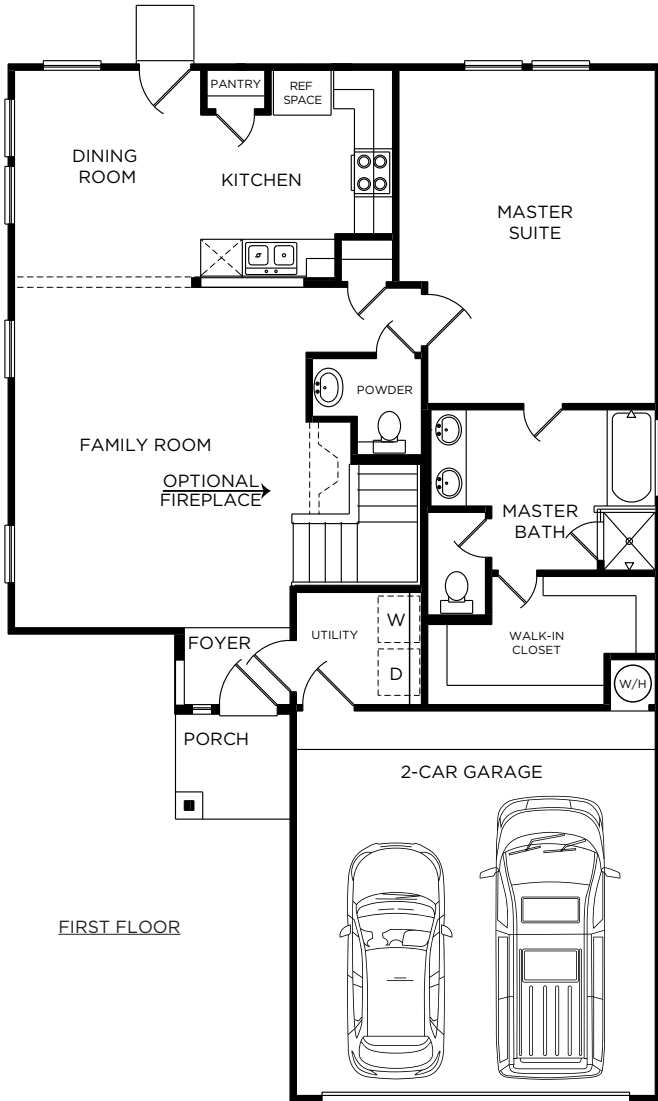 PANTRY
REF
SPACE
DINING
ROOM
KITCHEN
MASTER
SUITE
POWDER
FAMILY ROOM
OPTIONAL
FIREPLACE
MASTER
BATH
W
D
UTILITY
FOYER
WALK-IN
CLOSET
W/H
PORCH
2-CAR GARAGE
FIRST FLOOR